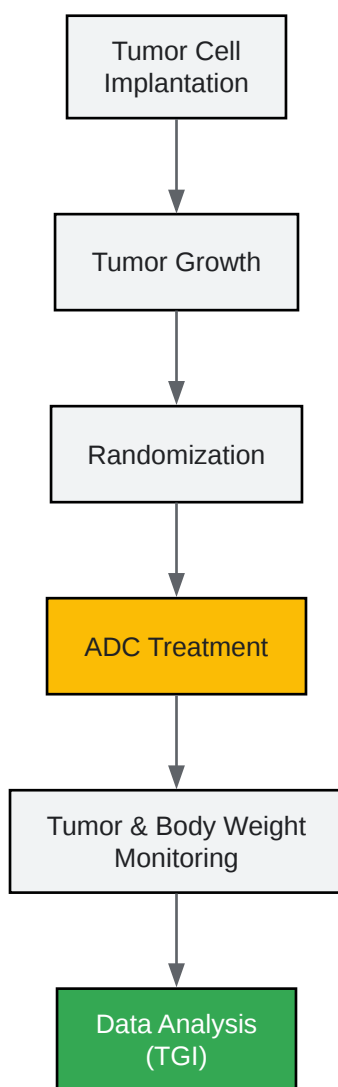 Tumor Cell
Implantation
Tumor Growth
Randomization
ADC Treatment
Tumor & Body Weight
Monitoring
Data Analysis
(TGI)